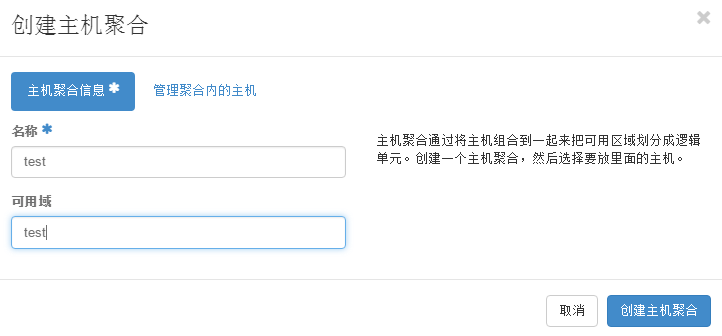 创建主机聚合
×
主机聚合信息 ✱
管理聚合内的主机
名称 ✱
test
可用域
test
主机聚合通过将主机组合到一起来把可用区域划分成逻辑
单元。创建一个主机聚合，然后选择要放里面的主机。
取消
创建主机聚合